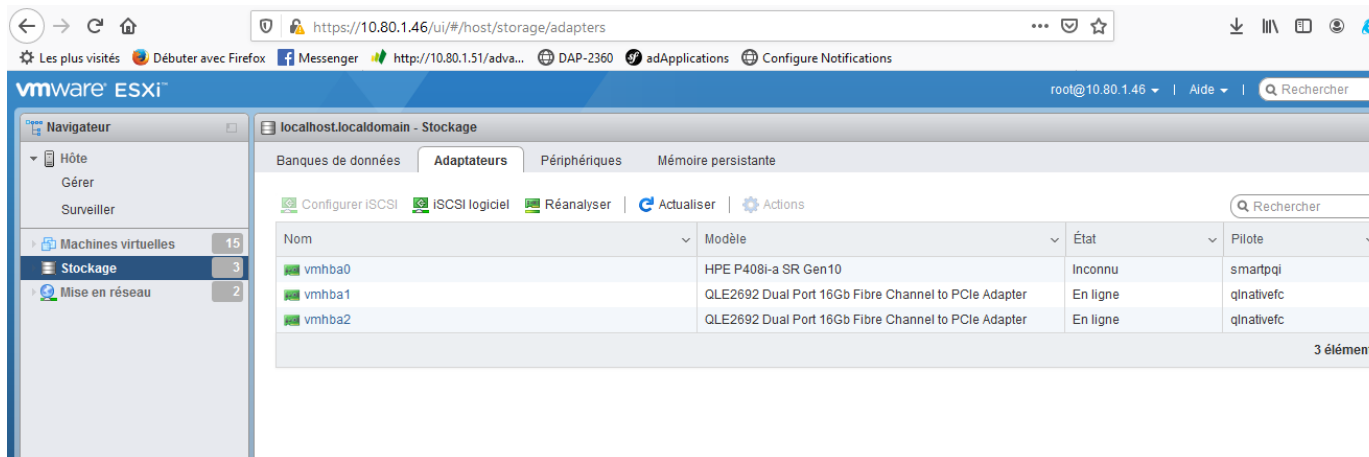 https://10.80.1.46/ui/#/host/storage/adapters
Les plus visités Débuter avec Firefox Messenger http://10.80.1.51/adva... DAP-2360 adApplications Configure Notifications
vmware ESXi™ root@10.80.1.46 | Aide | Rechercher
Navigateur localhost.localdomain - Stockage
Hôte Banques de données Adaptateurs Périphériques Mémoire persistante
Gérer
Surveiller Configurer iSCSI iSCSI logiciel Réanalyser | Actualiser | Actions Rechercher
Machines virtuelles 15 Nom Modèle État Pilote
Stockage 3 vmhba0 HPE P408i-a SR Gen10 Inconnu smartpqi
Mise en réseau 2 vmhba1 QLE2692 Dual Port 16Gb Fibre Channel to PCIe Adapter En ligne qlnativefc
vmhba2 QLE2692 Dual Port 16Gb Fibre Channel to PCIe Adapter En ligne qlnativefc
3 élémen